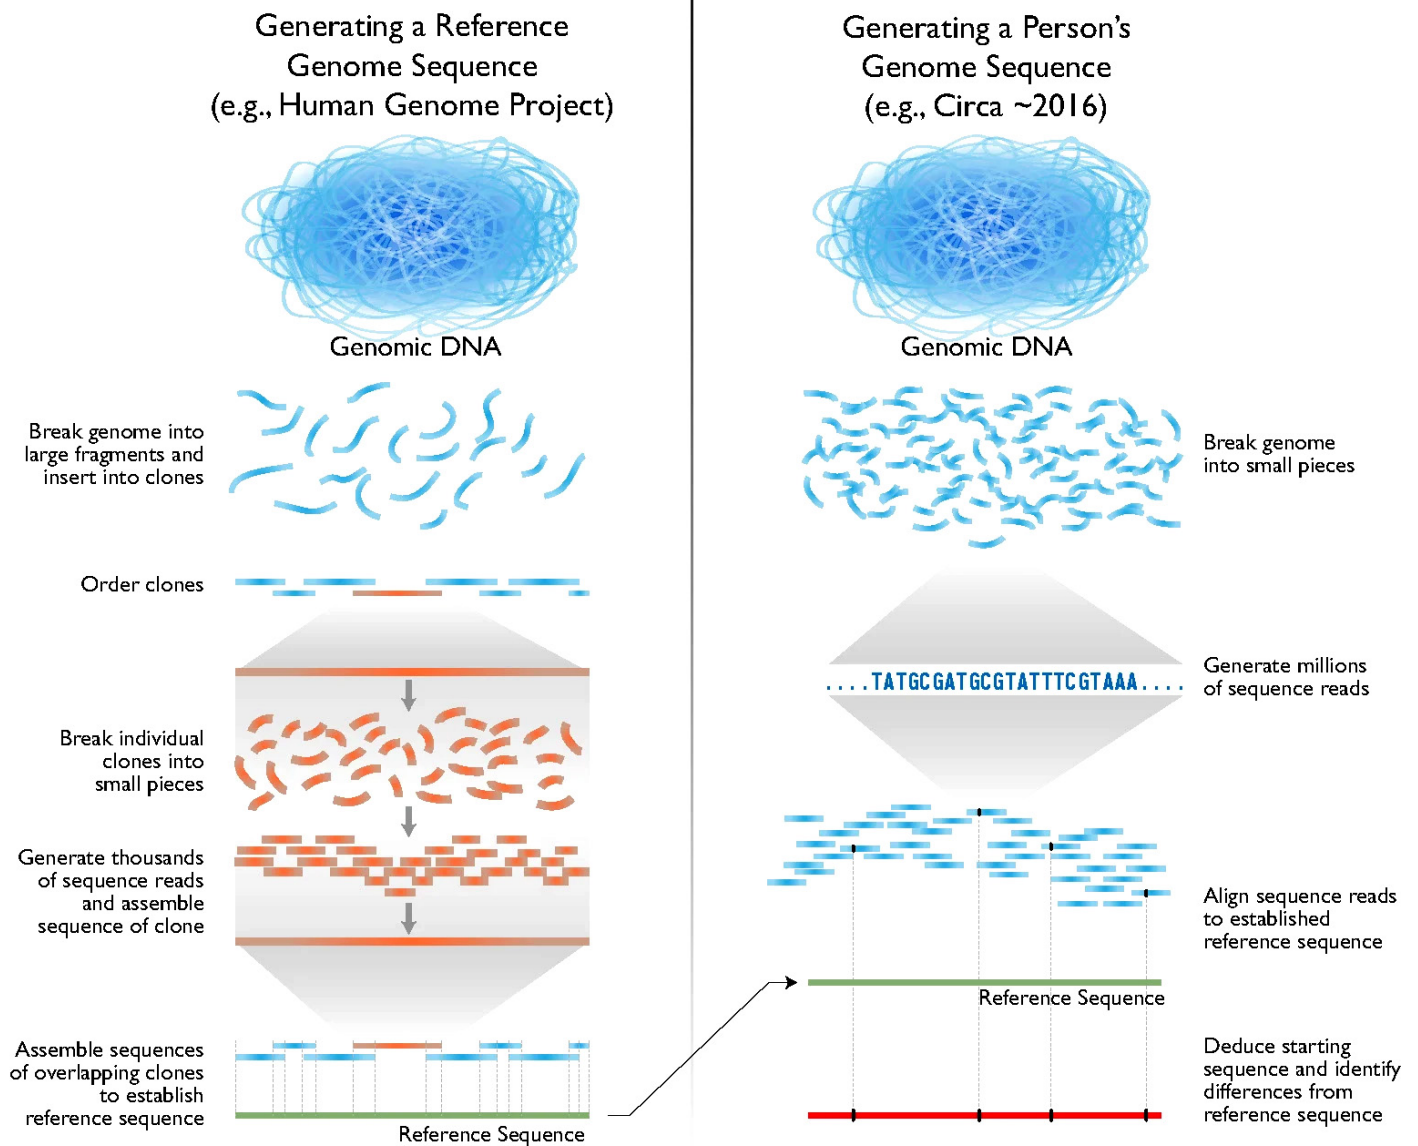 Generating a Reference
Genome Sequence
(e.g., Human Genome Project)
Genomic DNA
Break genome into
large fragments and
insert into clones
Order clones
Break individual
clones into
small pieces
Generate thousands
of sequence reads
and assemble
sequence of clone
Assemble sequences
of overlapping clones
to establish
reference sequence
Reference Sequence
Generating a Person's
Genome Sequence
(e.g., Circa ~2016)
Genomic DNA
Break genome
into small pieces
....TATGCGATGCGTATTTCGTAAA....
Generate millions
of sequence reads
Align sequence reads
to established
reference sequence
Reference Sequence
Deduce starting
sequence and identify
differences from
reference sequence